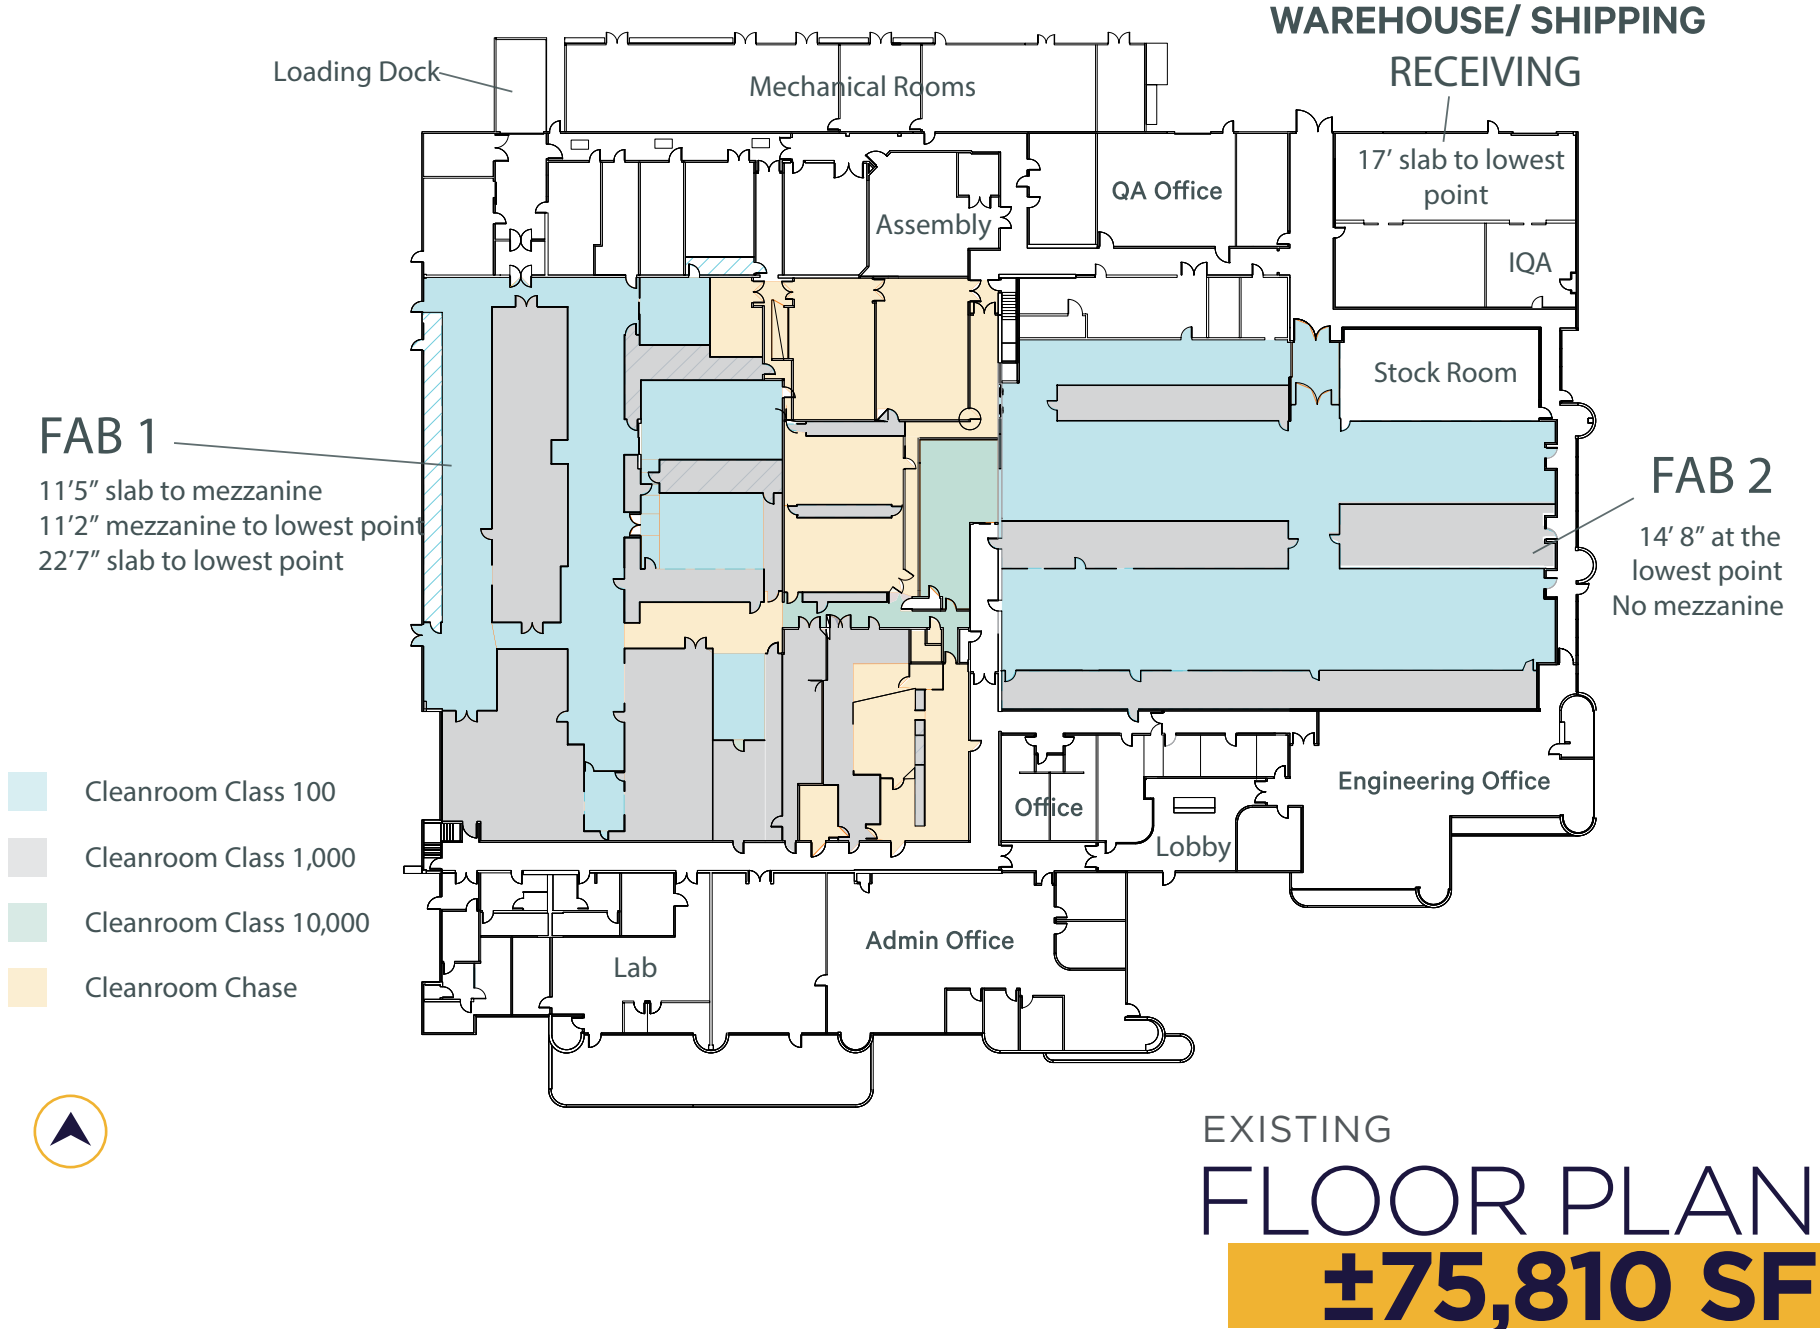 WAREHOUSE/ SHIPPING
RECEIVING
Loading Dock
Mechanical Rooms
17’ slab to lowest
point
QA Office
Assembly
IQA
Stock Room
FAB 1
11’5” slab to mezzanine
11’2” mezzanine to lowest point
22’7” slab to lowest point
FAB 2
14’ 8” at the
lowest point
No mezzanine
Cleanroom Class 100
Cleanroom Class 1,000
Cleanroom Class 10,000
Cleanroom Chase
Engineering Office
Office
Lobby
Admin Office
Lab
EXISTING
FLOOR PLAN
±75,810 SF